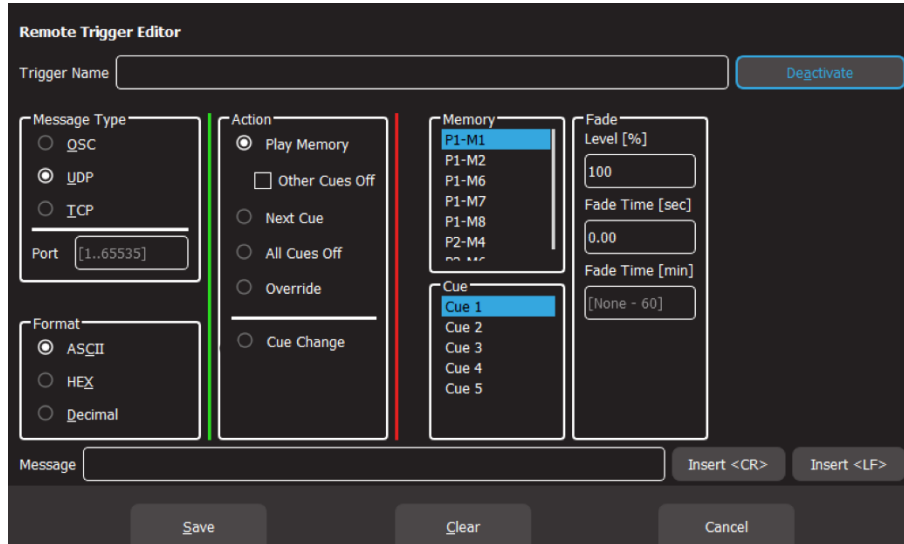 Remote Trigger Editor
Trigger Name
Deactivate
Message Type
OSC
UDP
TCP
Port [1..65535]
Format
ASCII
HEX
Decimal
Action
Play Memory
Other Cues Off
Next Cue
All Cues Off
Override
Cue Change
Memory
P1-M1
P1-M2
P1-M6
P1-M7
P1-M8
P2-M4
Cue
Cue 1
Cue 2
Cue 3
Cue 4
Cue 5
Fade
Level [%]
100
Fade Time [sec]
0.00
Fade Time [min]
[None - 60]
Message
Insert <CR>
Insert <LF>
Save
Clear
Cancel